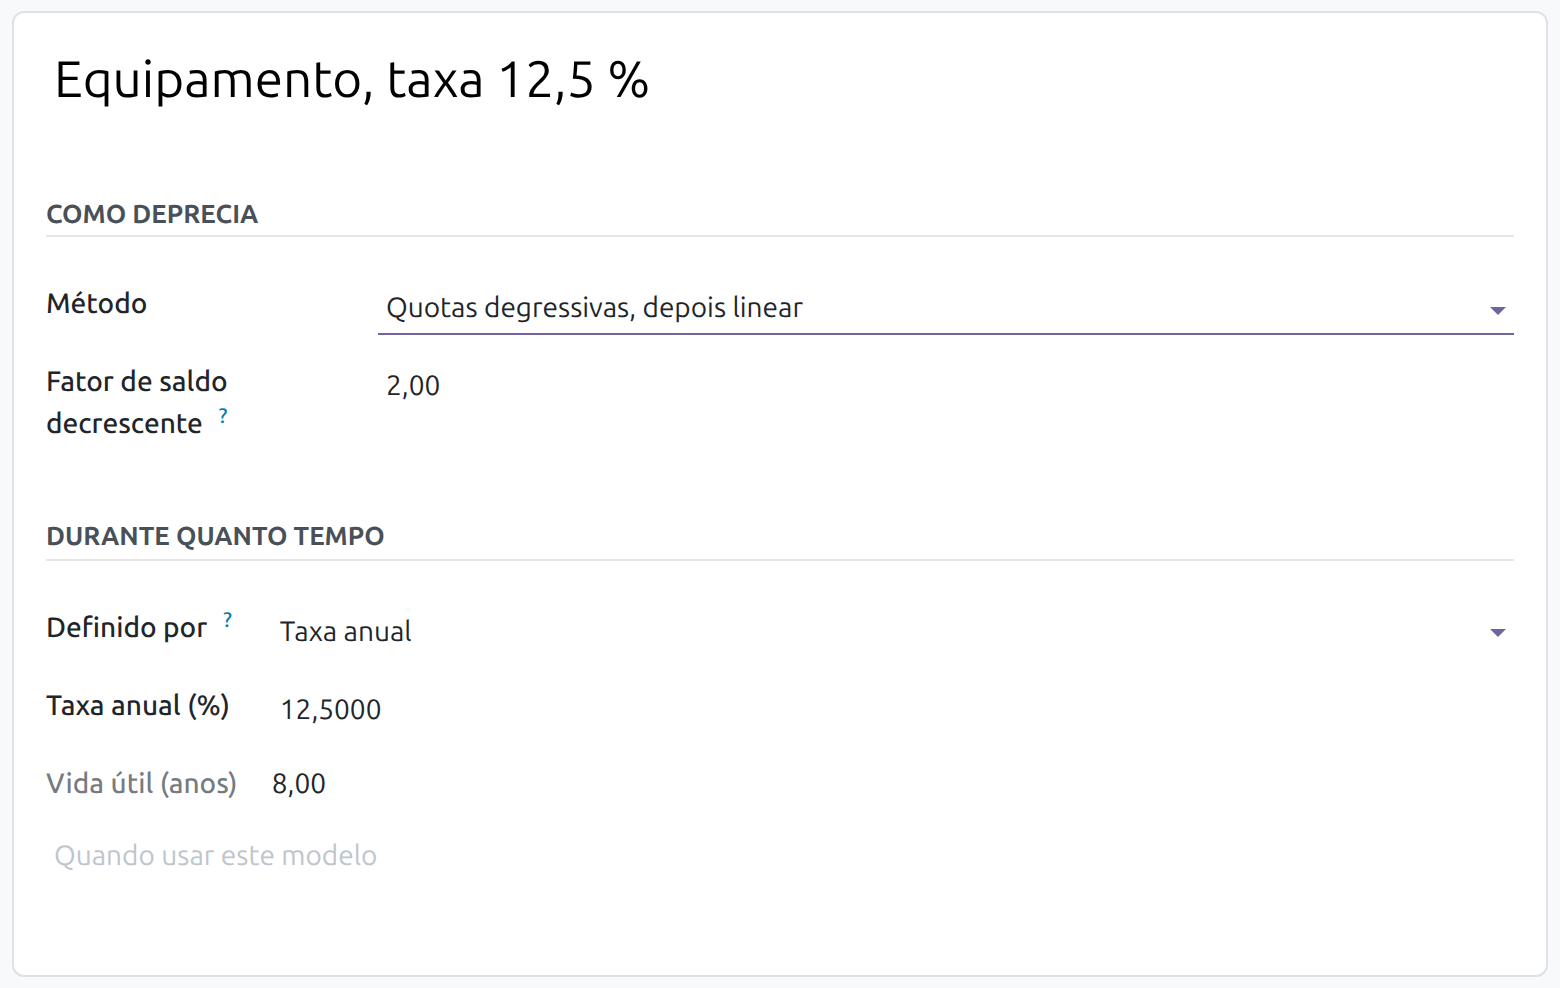 Equipamento, taxa 12,5 %
COMO DEPRECIA
Método
Quotas degressivas, depois linear
Fator de saldo
decrescente ?
2,00
DURANTE QUANTO TEMPO
Definido por ?
Taxa anual
Taxa anual (%)
12,5000
Vida útil (anos)
8,00
Quando usar este modelo